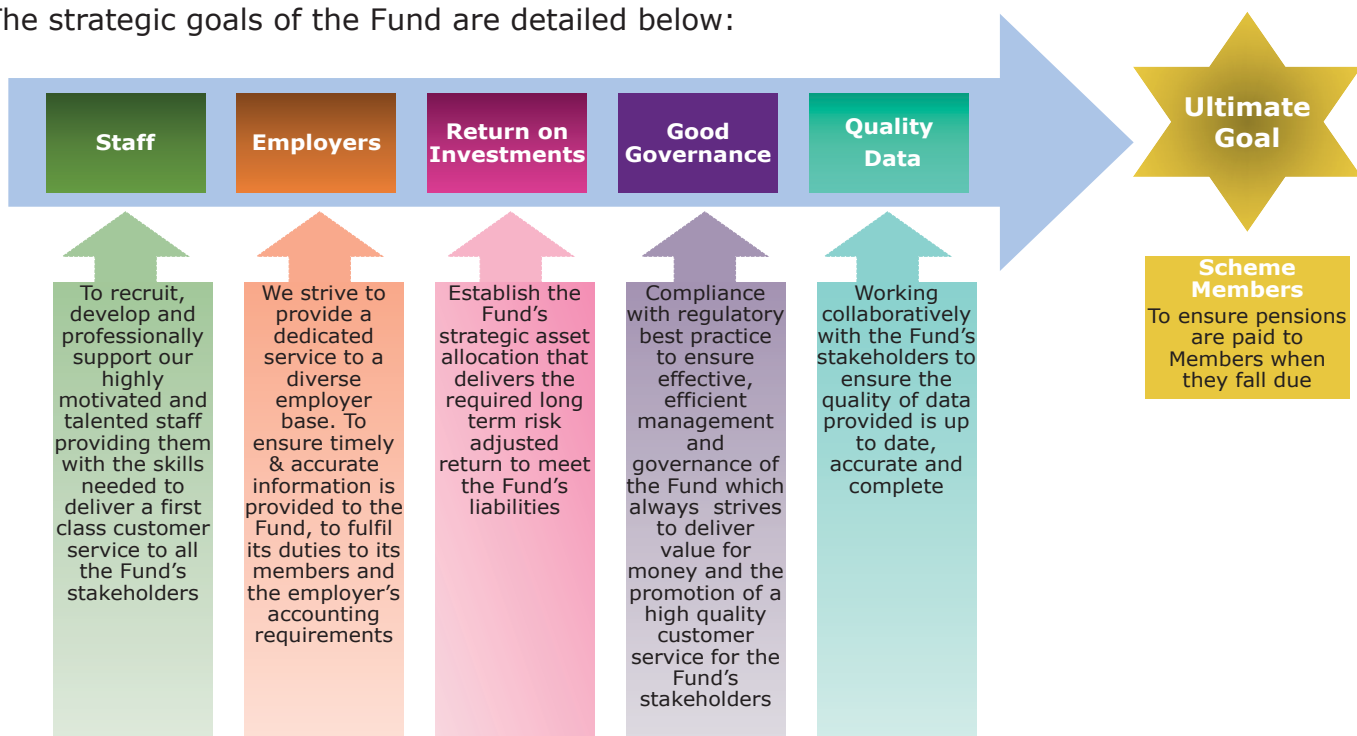 The strategic goals of the Fund are detailed below:
Staff
Employers
Return on
Investments
Good
Governance
Quality
Data
Ultimate
Goal
To recruit,
develop and
professionally
support our
highly
motivated and
talented staff
providing them
with the skills
needed to
deliver a first
class customer
service to all
the Fund's
stakeholders
We strive to
provide a
dedicated
service to a
diverse
employer
base. To
ensure timely
& accurate
information is
provided to the
Fund, to fulfil
its duties to its
members and
the employer's
accounting
requirements
Establish the
Fund's
strategic asset
allocation that
delivers the
required long
term risk
adjusted
return to meet
the Fund's
liabilities
Compliance
with regulatory
best practice
to ensure
effective,
efficient
management
and
governance of
the Fund which
always strives
to deliver
value for
money and the
promotion of a
high quality
customer
service for the
Fund's
stakeholders
Working
collaboratively
with the Fund's
stakeholders to
ensure the
quality of data
provided is up
to date,
accurate and
complete
Scheme
Members
To ensure pensions
are paid to
Members when
they fall due